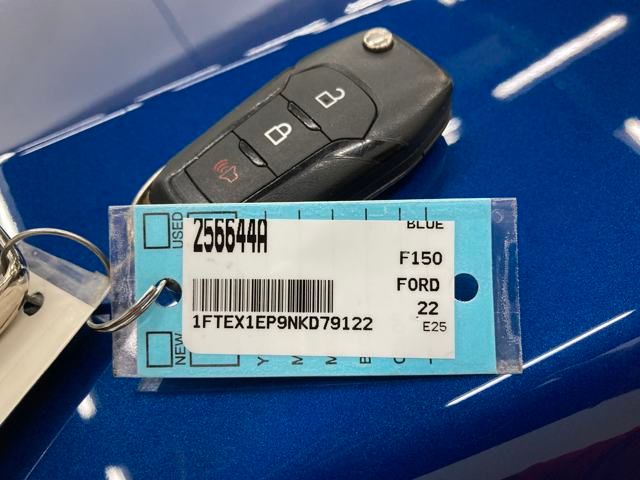 USED
256644A
BLUE
F150
FORD
22
E25
1FTEX1EP9NKD79122
NEW